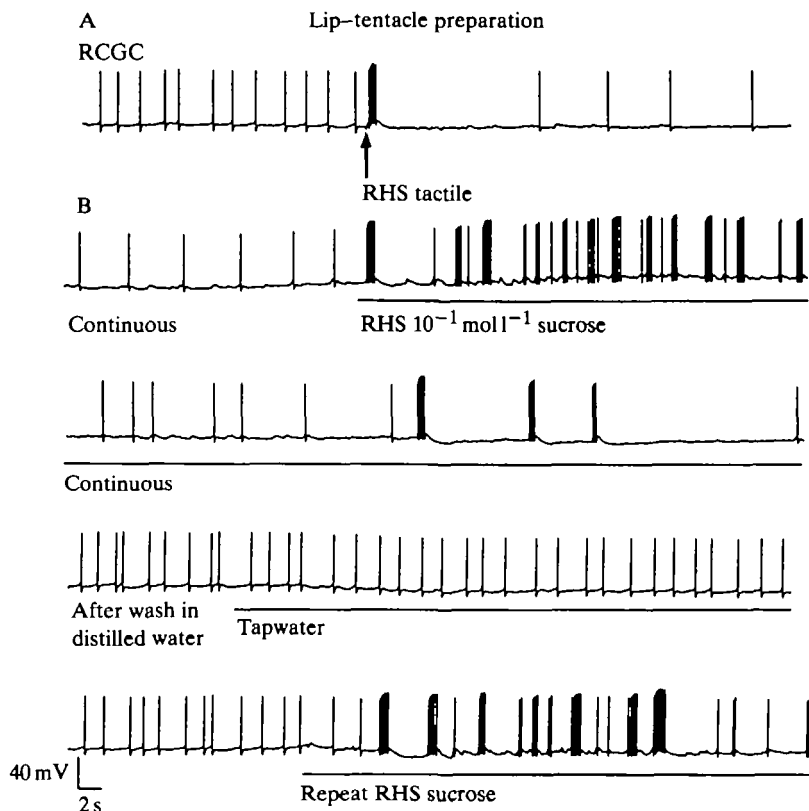 A
Lip–tentacle preparation
RCGC
RHS tactile
B
Continuous
RHS 10⁻¹ mol l⁻¹ sucrose
Continuous
After wash in
distilled water
Tapwater
40 mV
2 s
Repeat RHS sucrose